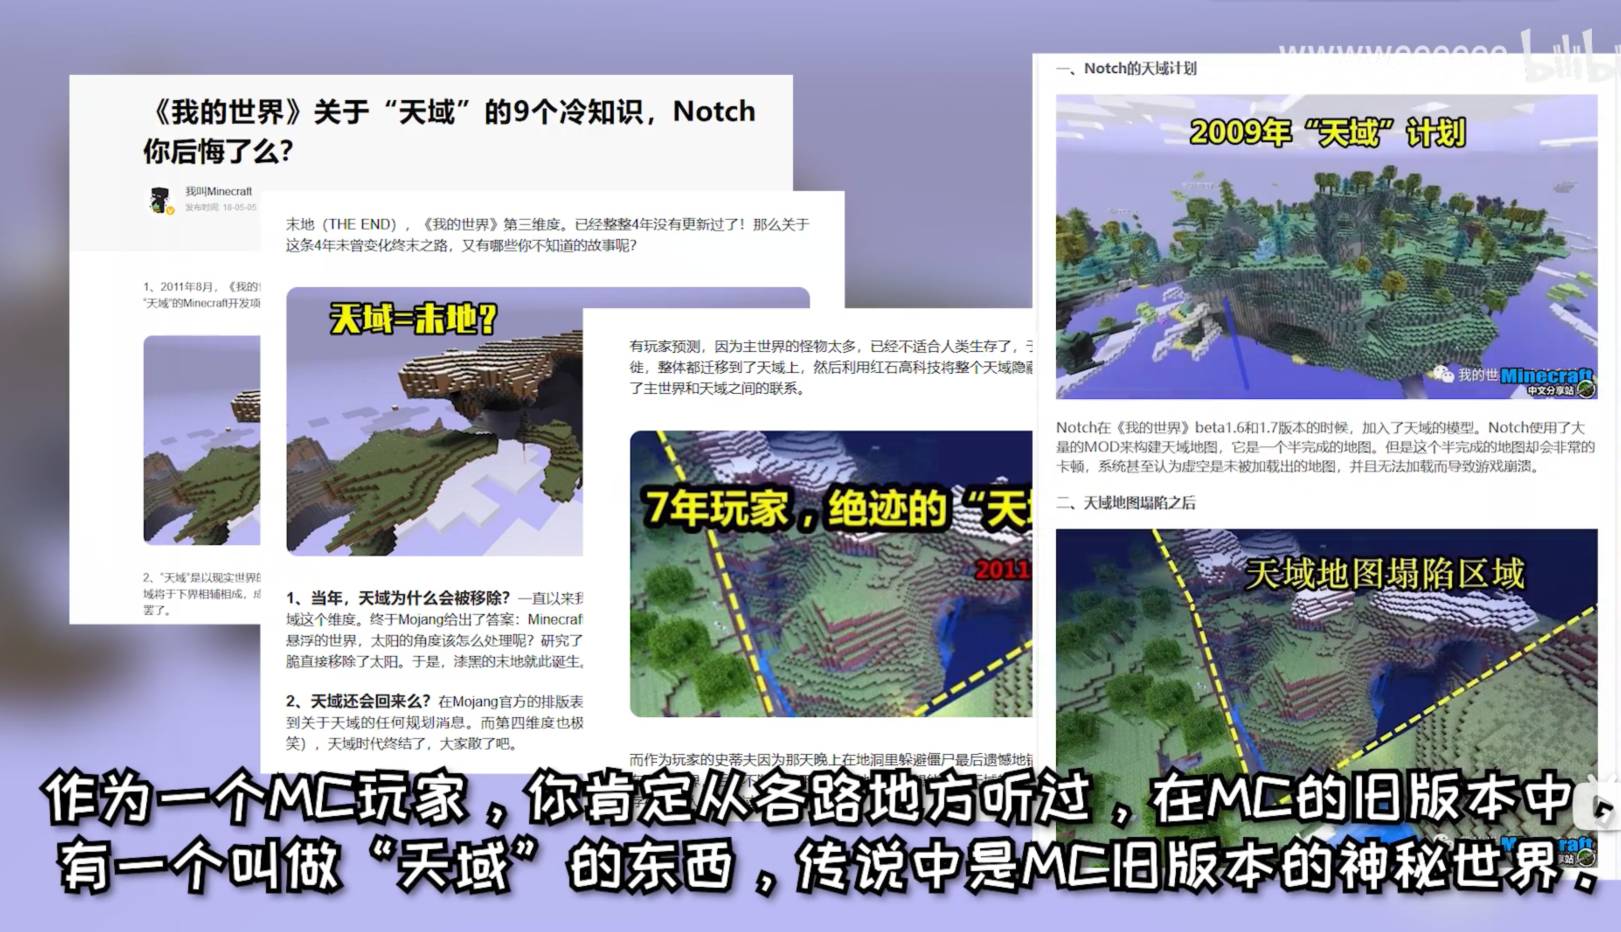 《我的世界》关于“天域”的9个冷知识，Notch
你后悔了么？
我叫Minecraft
发布时间: 18-05-05
1、2011年8月，《我的
“天域”的Minecraft开发项
2、“天域”是以现实世界
域将于下界相辅相成，
罢了。
末地（THE END），《我的世界》第三维度。已经整整4年没有更新过了！那么关于
这条4年未曾变化终末之路，又有哪些你不知道的故事呢？
天域=末地？
1、当年，天域为什么会被移除？一直以来
域这个维度。终于Mojang给出了答案：Minecraf
悬浮的世界，太阳的角度该怎么处理呢？研究了
脆直接移除了太阳。于是，漆黑的末地就此诞生。
2、天域还会回来么？在Mojang官方的排版表
到关于天域的任何规划消息。而第四维度也极
笑），天域时代终结了，大家散了吧。
有玩家预测，因为主世界的怪物太多，已经不适合人类生存了，
徙，整体都迁移到了天域上，然后利用红石高科技将整个天域隐
了主世界和天域之间的联系。
7年玩家，绝迹的“天
2011
而作为玩家的史蒂夫因为那天晚上在地洞里躲避僵尸最后遗憾地
一、Notch的天域计划
2009年“天域”计划
我的世
Minecraft
中文分享站
Notch在《我的世界》beta1.6和1.7版本的时候，加入了天域的模型。Notch使用了大
量的MOD来构建天域地图，它是一个半完成的地图。但是这个半完成的地图却会非常的
卡顿，系统甚至认为虚空是未被加载出的地图，并且无法加载而导致游戏崩溃。
二、天域地图塌陷之后
天域地图塌陷区域
bilibili
作为一个MC玩家，你肯定从各路地方听过，在MC的旧版本中，
有一个叫做“天域”的东西，传说中是MC旧版本的神秘世界，